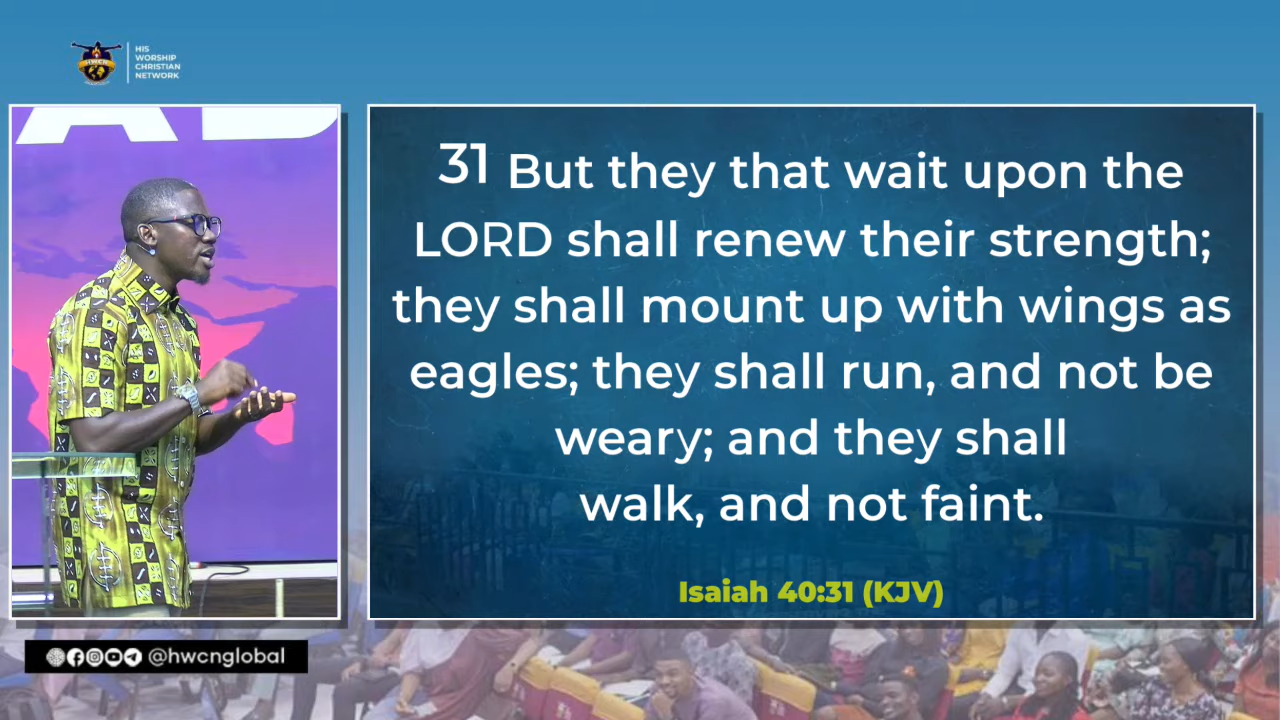 HIS
WORSHIP
CHRISTIAN
NETWORK
HWCN
31 But they that wait upon the
LORD shall renew their strength;
they shall mount up with wings as
eagles; they shall run, and not be
weary; and they shall
walk, and not faint.
Isaiah 40:31 (KJV)
@hwcnglobal